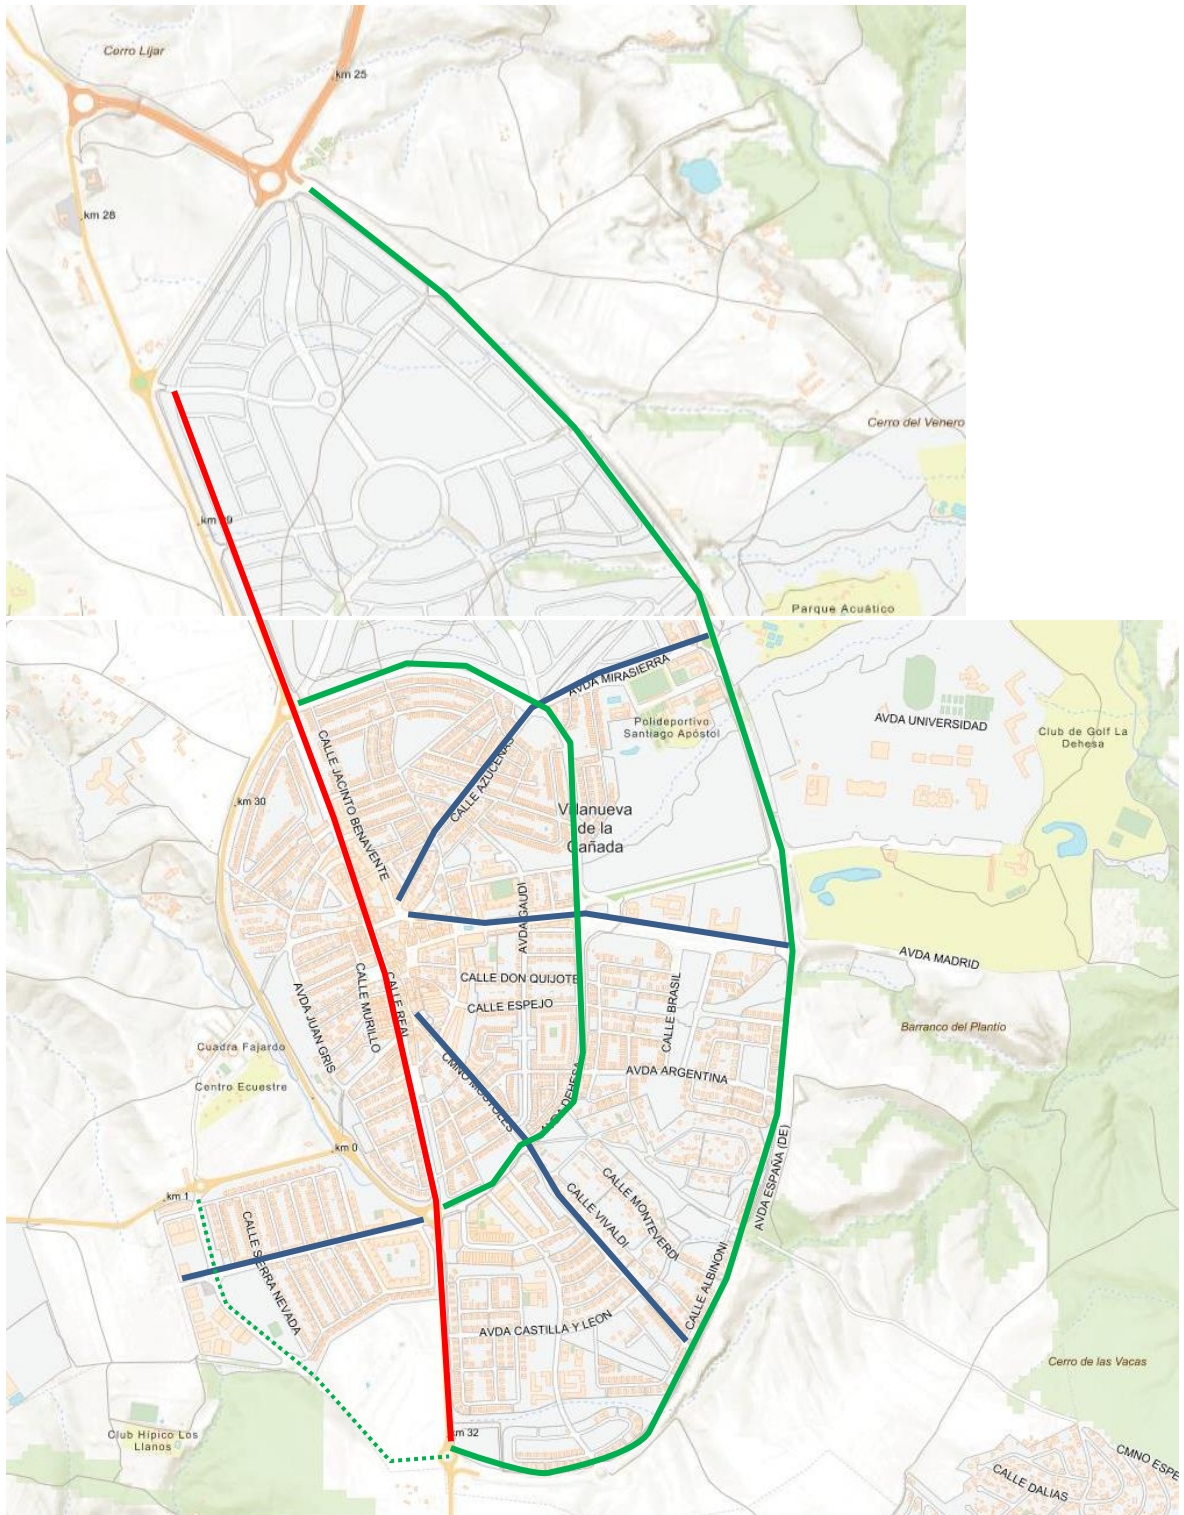 Cerro Líjar
km 25
km 28
Cerro del Venero
km 29
Parque Acuático
AVDA MIRASIERRA
AVDA UNIVERSIDAD
Polideportivo
Santiago Apóstol
Club de Golf La
Dehesa
CALLE JACINTO BENAVENTE
CALLE AZUCENAS
km 30
Villanueva
de la
Cañada
AVDA GAUDI
AVDA MADRID
CALLE DON QUIJOTE
CALLE ESPEJO
CALLE BRASIL
CALLE REAL
CALLE MURILLO
AVDA JUAN GRIS
Barranco del Plantío
Cuadra Fajardo
Centro Ecuestre
CMNO MOSTOLES
AVDA DEHESA
AVDA ARGENTINA
km 0
km 1
AVDA ESPAÑA (DE)
CALLE MONTEVERDI
CALLE VIVALDI
CALLE SIERRA NEVADA
CALLE ALBINONI
AVDA CASTILLA Y LEON
Cerro de las Vacas
km 32
Club Hípico Los
Llanos
CMNO ESPE
CALLE DALIAS